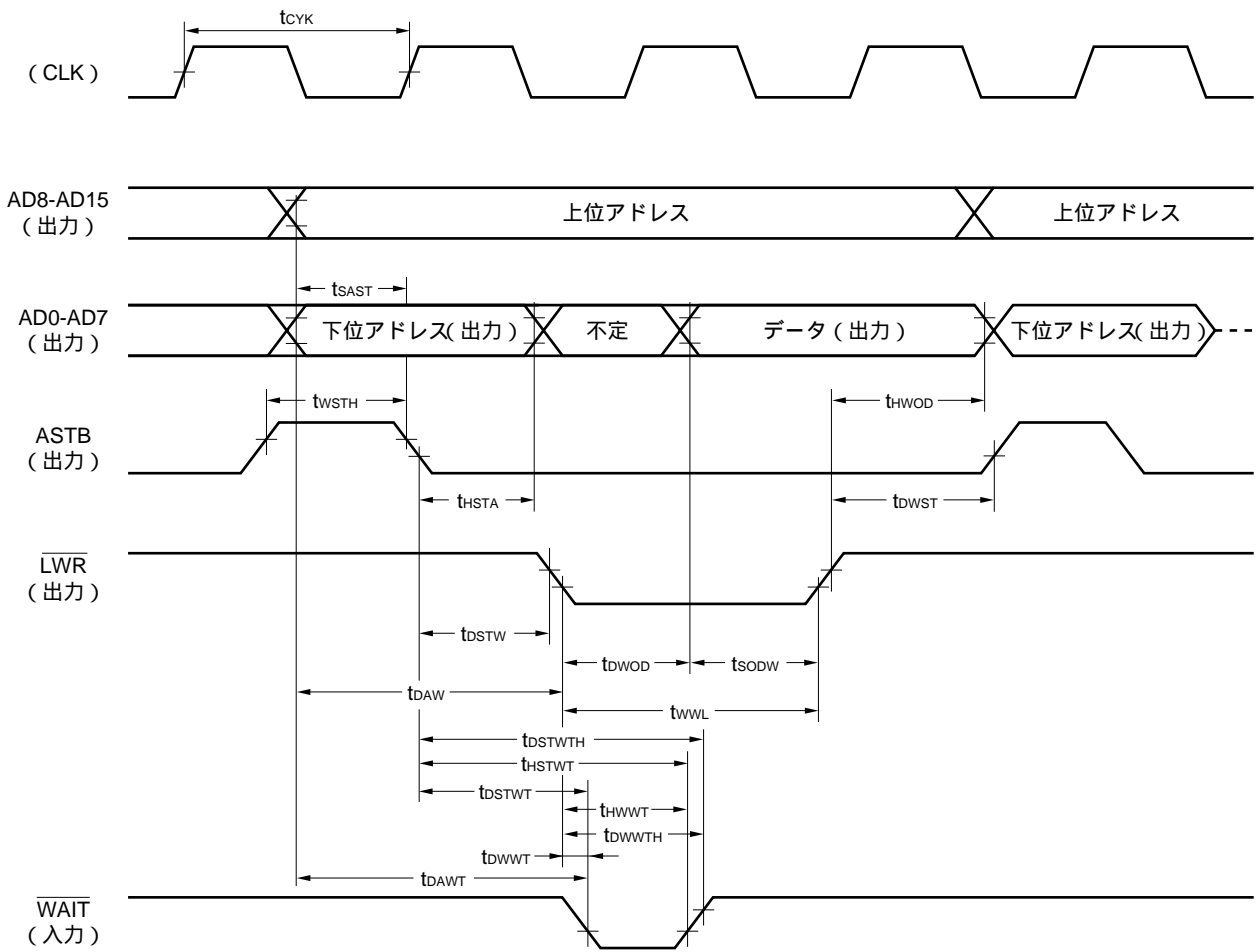 tCYK
(CLK)
AD8-AD15
(出力)
上位アドレス
上位アドレス
tSAST
AD0-AD7
(出力)
下位アドレス(出力)
不定
データ(出力)
下位アドレス(出力)
tWSTH
tHWOD
ASTB
(出力)
tHSTA
tDWST
LWR
(出力)
tDSTW
tDWOD
tSODW
tDAW
tWWL
tDSTWTH
tHSTWT
tDSTWT
tHWWT
tDWWTH
tDWWT
tDAWT
WAIT
(入力)